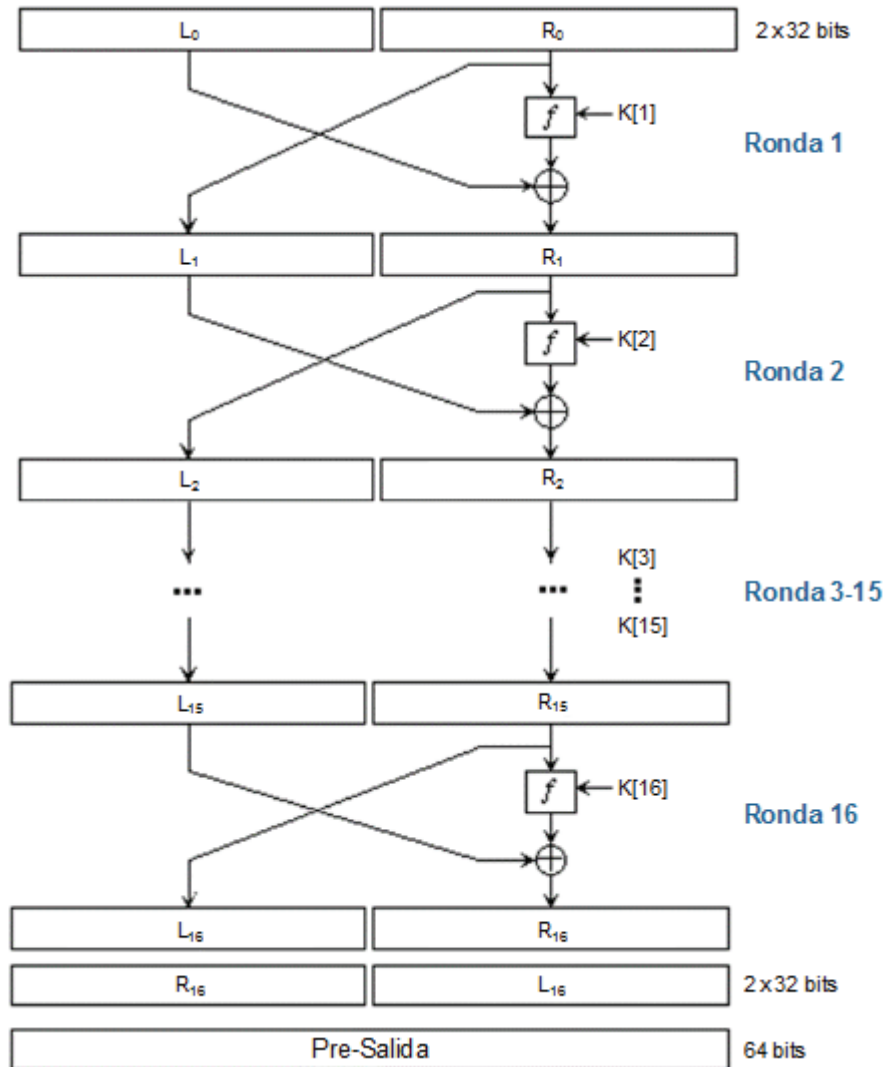 L₀ R₀ 2 x 32 bits
f K[1]
Ronda 1
L₁ R₁
f K[2]
Ronda 2
L₂ R₂
K[3]
... ... ⋮ Ronda 3-15
K[15]
L₁₅ R₁₅
f K[16]
Ronda 16
L₁₆ R₁₆
R₁₆ L₁₆ 2 x 32 bits
Pre-Salida 64 bits